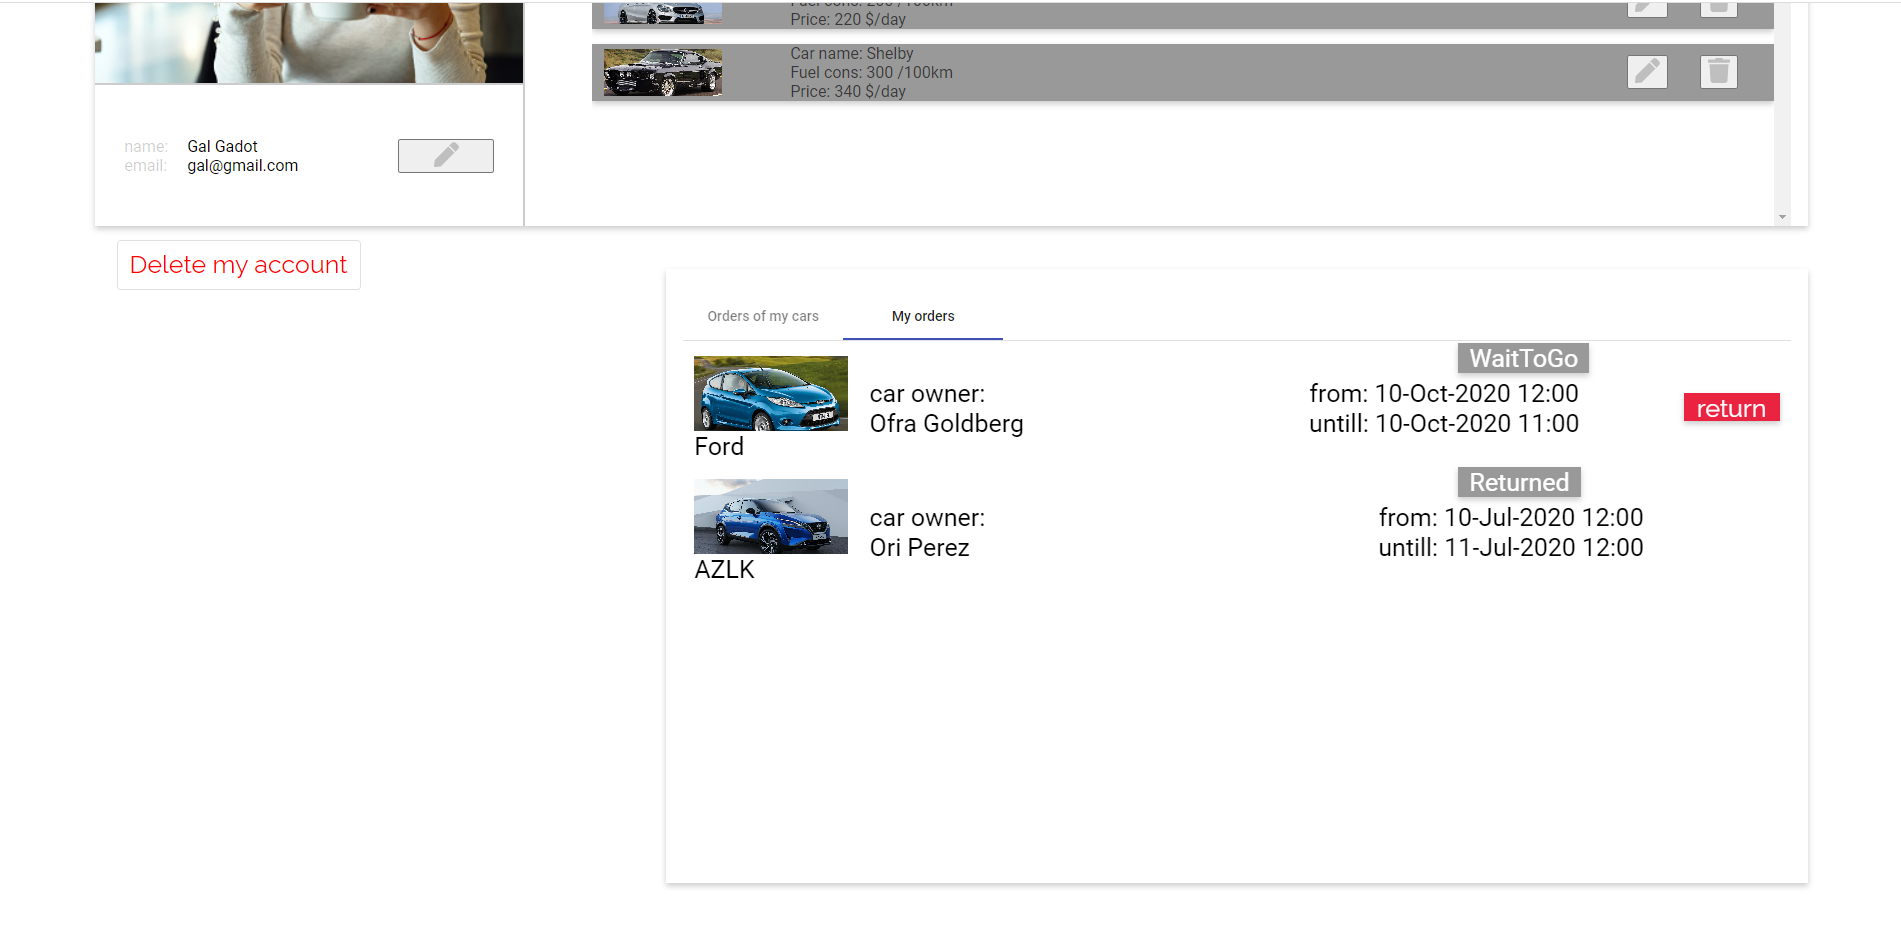 Price: 220 $/day
Car name: Shelby
Fuel cons: 300 /100km
Price: 340 $/day
name: Gal Gadot
email: gal@gmail.com
Delete my account
Orders of my cars
My orders
WaitToGo
car owner:
Ofra Goldberg
from: 10-Oct-2020 12:00
untill: 10-Oct-2020 11:00
return
Ford
Returned
car owner:
Ori Perez
from: 10-Jul-2020 12:00
untill: 11-Jul-2020 12:00
AZLK